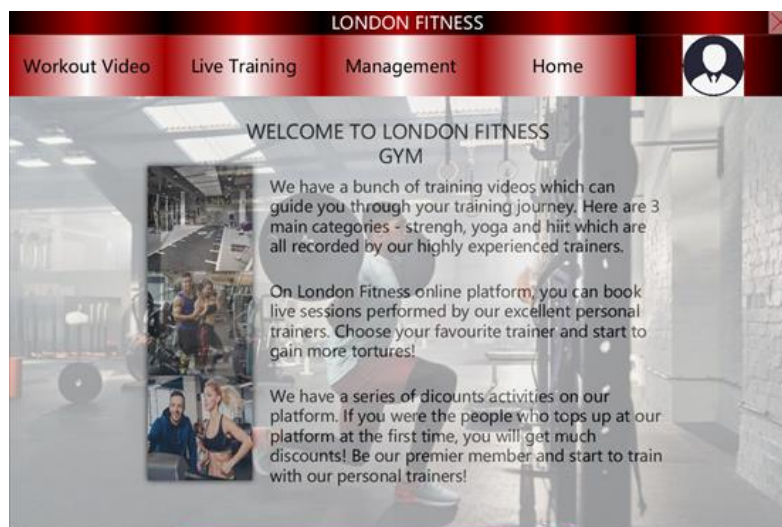 LONDON FITNESS
Workout Video
Live Training
Management
Home
WELCOME TO LONDON FITNESS
GYM
We have a bunch of training videos which can
guide you through your training journey. Here are 3
main categories - strengh, yoga and hiit which are
all recorded by our highly experienced trainers.
On London Fitness online platform, you can book
live sessions performed by our excellent personal
trainers. Choose your favourite trainer and start to
gain more tortures!
We have a series of dicounts activities on our
platform. If you were the people who tops up at our
platform at the first time, you will get much
discounts! Be our premier member and start to train
with our personal trainers!